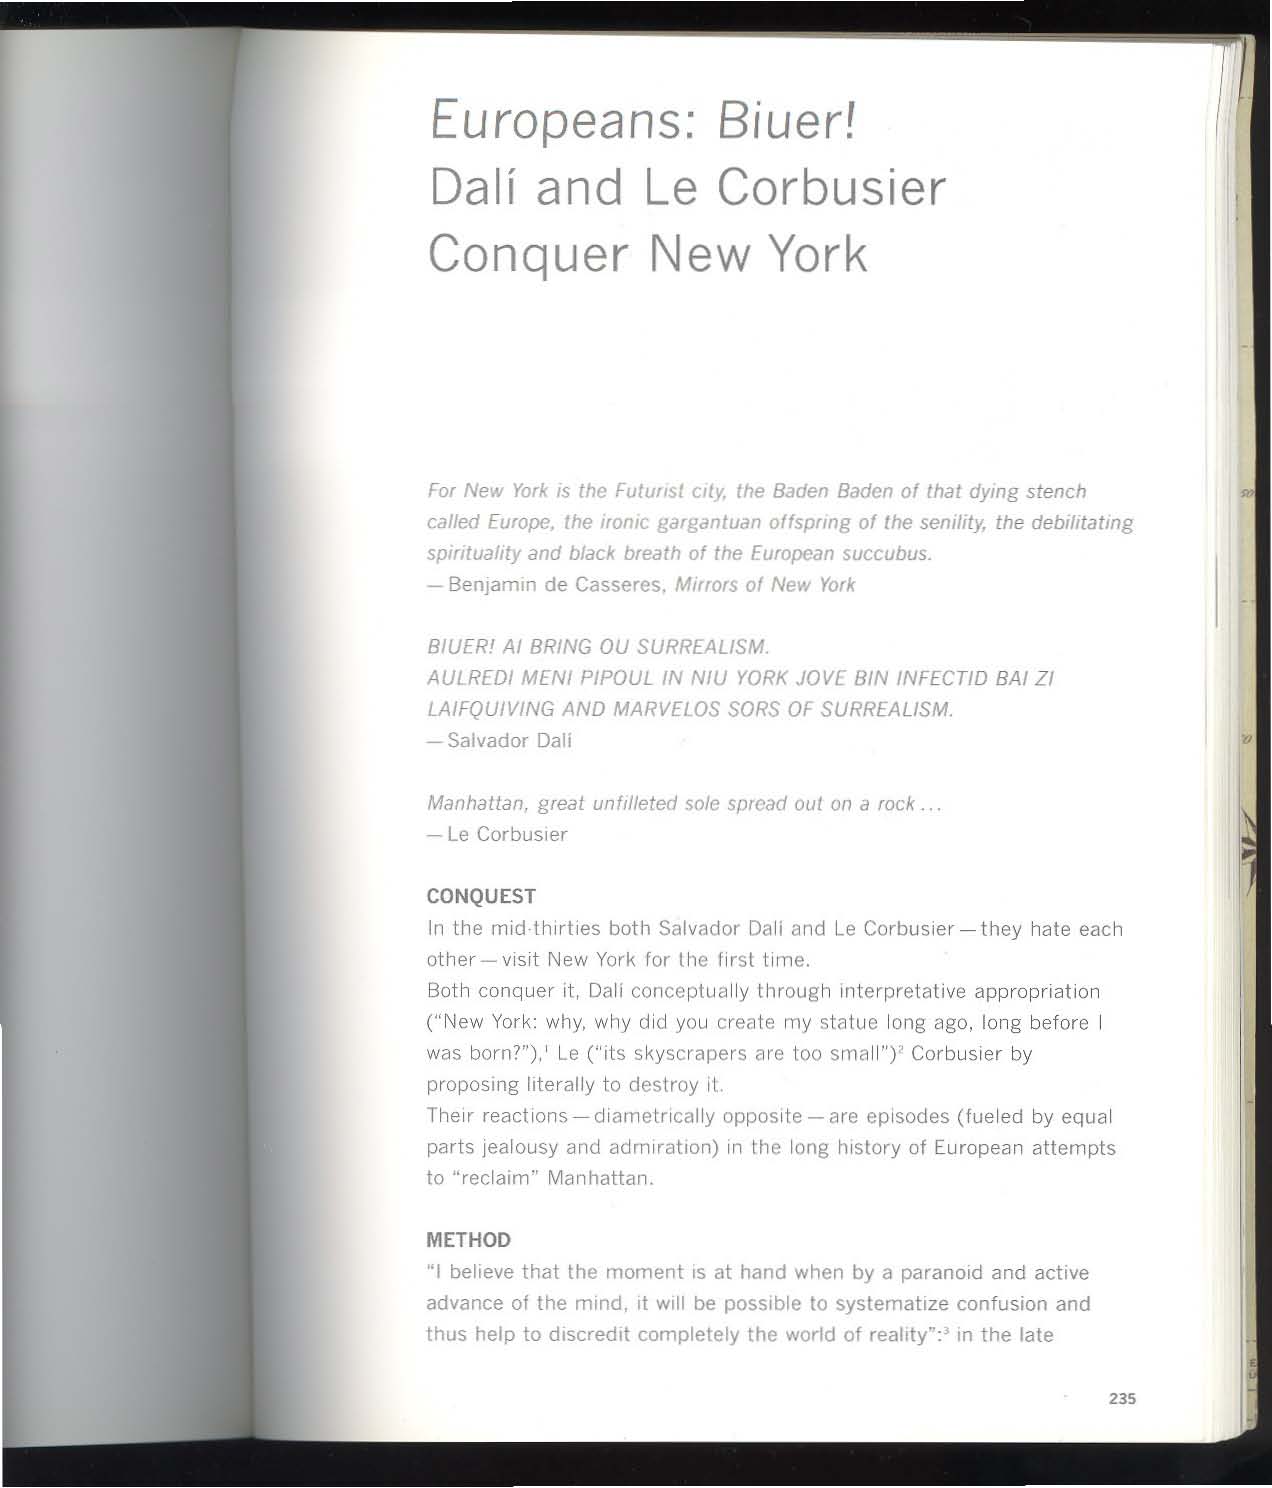 Europeans: Biuer!
Dalí and Le Corbusier
Conquer New York
For New York is the Futurist city, the Baden Baden of that dying stench
called Europe, the ironic gargantuan offspring of the senility, the debilitating
spirituality and black breath of the European succubus.
— Benjamin de Casseres, Mirrors of New York
BIUER! AI BRING OU SURREALISM.
AULREDI MENI PIPOUL IN NIU YORK JOVE BIN INFECTID BAI ZI
LAIFQUIVING AND MARVELOS SORS OF SURREALISM.
— Salvador Dalí
Manhattan, great unfilleted sole spread out on a rock ...
— Le Corbusier
CONQUEST
In the mid-thirties both Salvador Dalí and Le Corbusier — they hate each
other — visit New York for the first time.
Both conquer it, Dalí conceptually through interpretative appropriation
(“New York: why, why did you create my statue long ago, long before I
was born?”),¹ Le (“its skyscrapers are too small”)² Corbusier by
proposing literally to destroy it.
Their reactions — diametrically opposite — are episodes (fueled by equal
parts jealousy and admiration) in the long history of European attempts
to “reclaim” Manhattan.
METHOD
“I believe that the moment is at hand when by a paranoid and active
advance of the mind, it will be possible to systematize confusion and
thus help to discredit completely the world of reality”:³ in the late
235